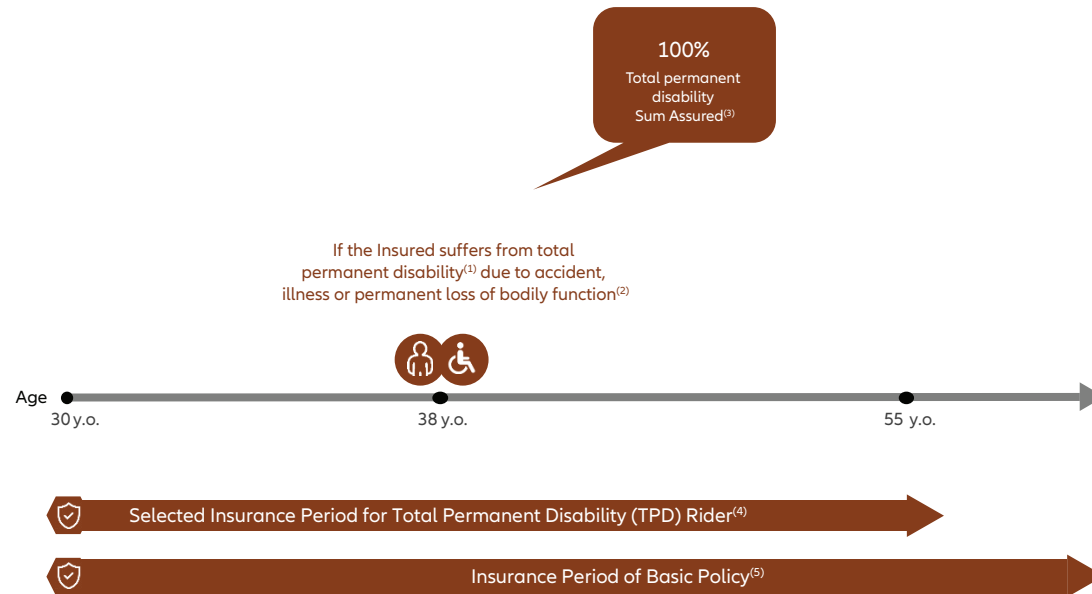 100%
Total permanent
disability
Sum Assured(3)
If the Insured suffers from total
permanent disability(1) due to accident,
illness or permanent loss of bodily function(2)
Age
30 y.o.
38 y.o.
55 y.o.
Selected Insurance Period for Total Permanent Disability (TPD) Rider(4)
Insurance Period of Basic Policy(5)